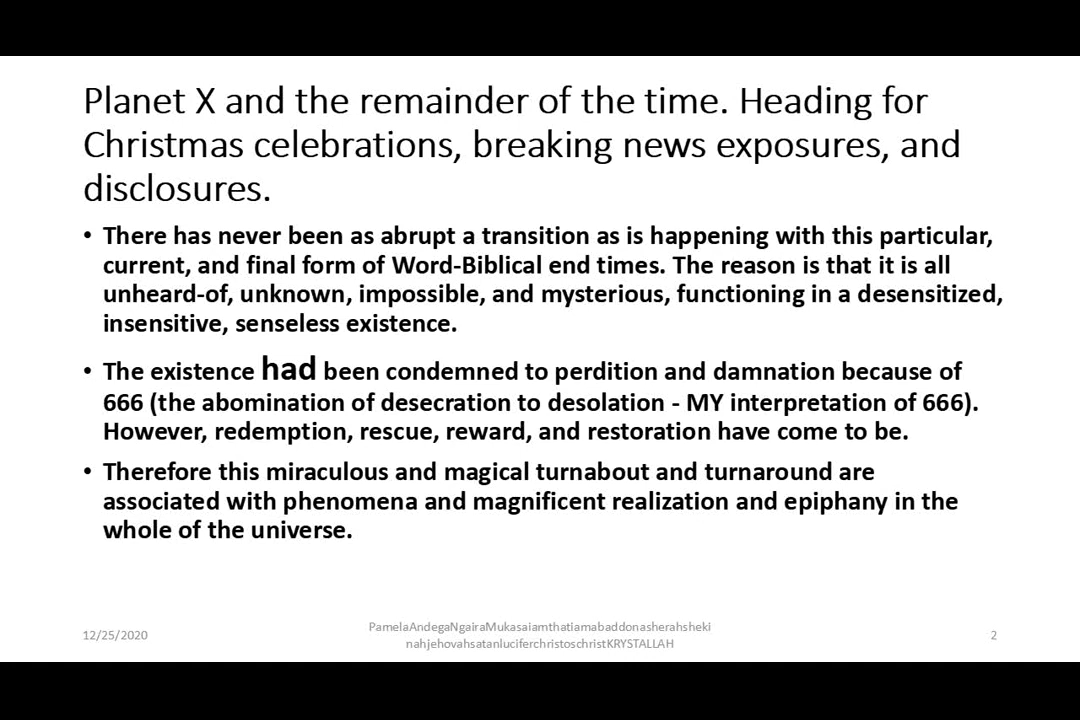 Planet X and the remainder of the time. Heading for
Christmas celebrations, breaking news exposures, and
disclosures.
• There has never been as abrupt a transition as is happening with this particular,
current, and final form of Word-Biblical end times. The reason is that it is all
unheard-of, unknown, impossible, and mysterious, functioning in a desensitized,
insensitive, senseless existence.
• The existence had been condemned to perdition and damnation because of
666 (the abomination of desecration to desolation - MY interpretation of 666).
However, redemption, rescue, reward, and restoration have come to be.
• Therefore this miraculous and magical turnabout and turnaround are
associated with phenomena and magnificent realization and epiphany in the
whole of the universe.
12/25/2020
PamelaAndegaNgairaMukasaiamthatiamabaddonasherahsheki
nahjehovahsatanluciferchristoschristKRYSTALLAH
2